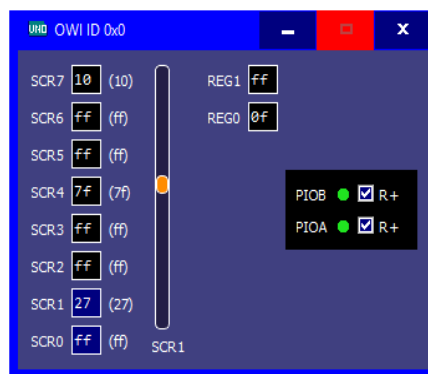 UNO OWI ID 0x0 x
SCR7 10 (10) REG1 ff
SCR6 ff (ff) REG0 0f
SCR5 ff (ff)
SCR4 7f (7f) PIOB R+
SCR3 ff (ff) PIOA R+
SCR2 ff (ff)
SCR1 27 (27)
SCR0 ff (ff) SCR1